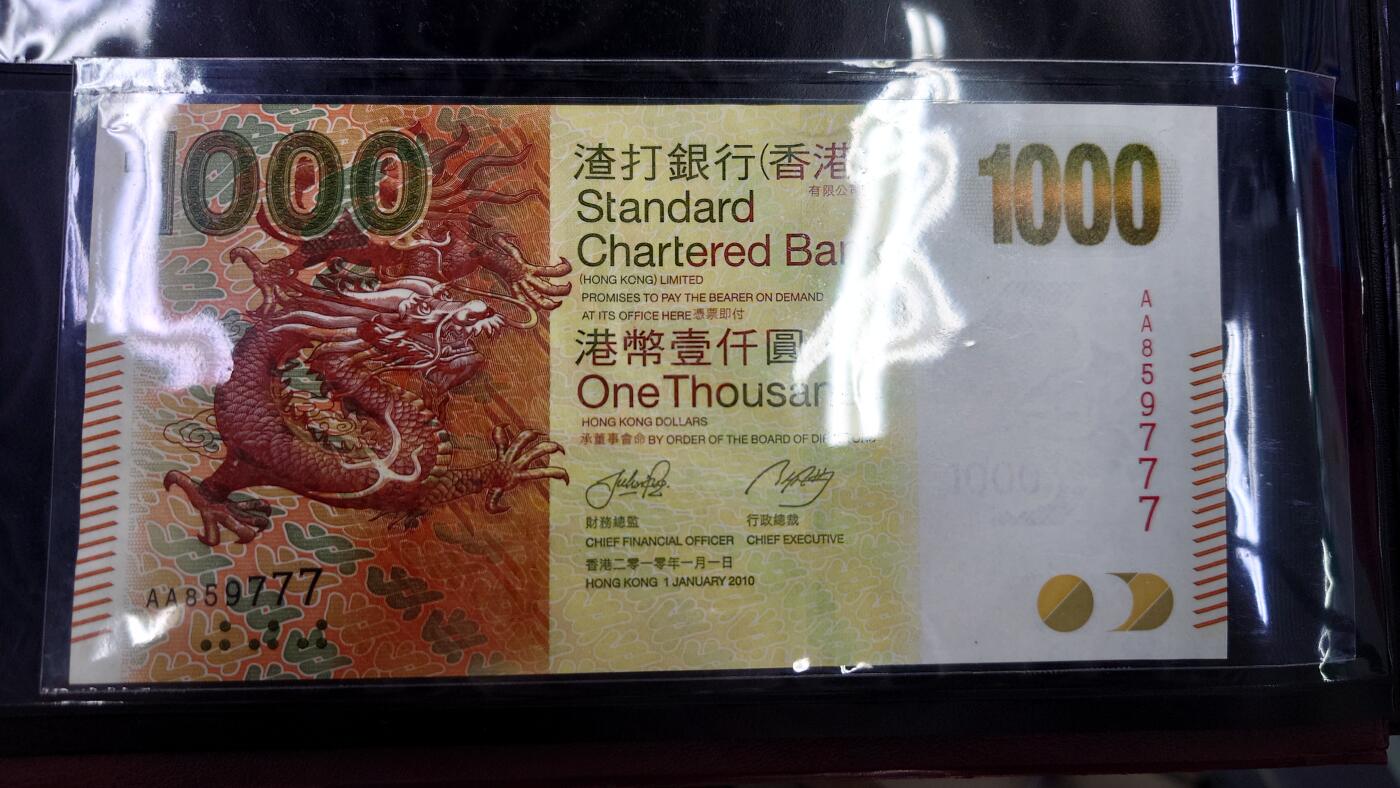 1000
渣打銀行(香港
有限公
Standard
Chartered Ban
(HONG KONG) LIMITED
PROMISES TO PAY THE BEARER ON DEMAND
AT ITS OFFICE HERE 憑票即付
港幣壹仟圓
One Thousan
HONG KONG DOLLARS
承董事會命 BY ORDER OF THE BOARD OF DIRECTORS
財務總監
CHIEF FINANCIAL OFFICER
行政總裁
CHIEF EXECUTIVE
香港二零一零年一月一日
HONG KONG 1 JANUARY 2010
AA859777
1000
AA859777